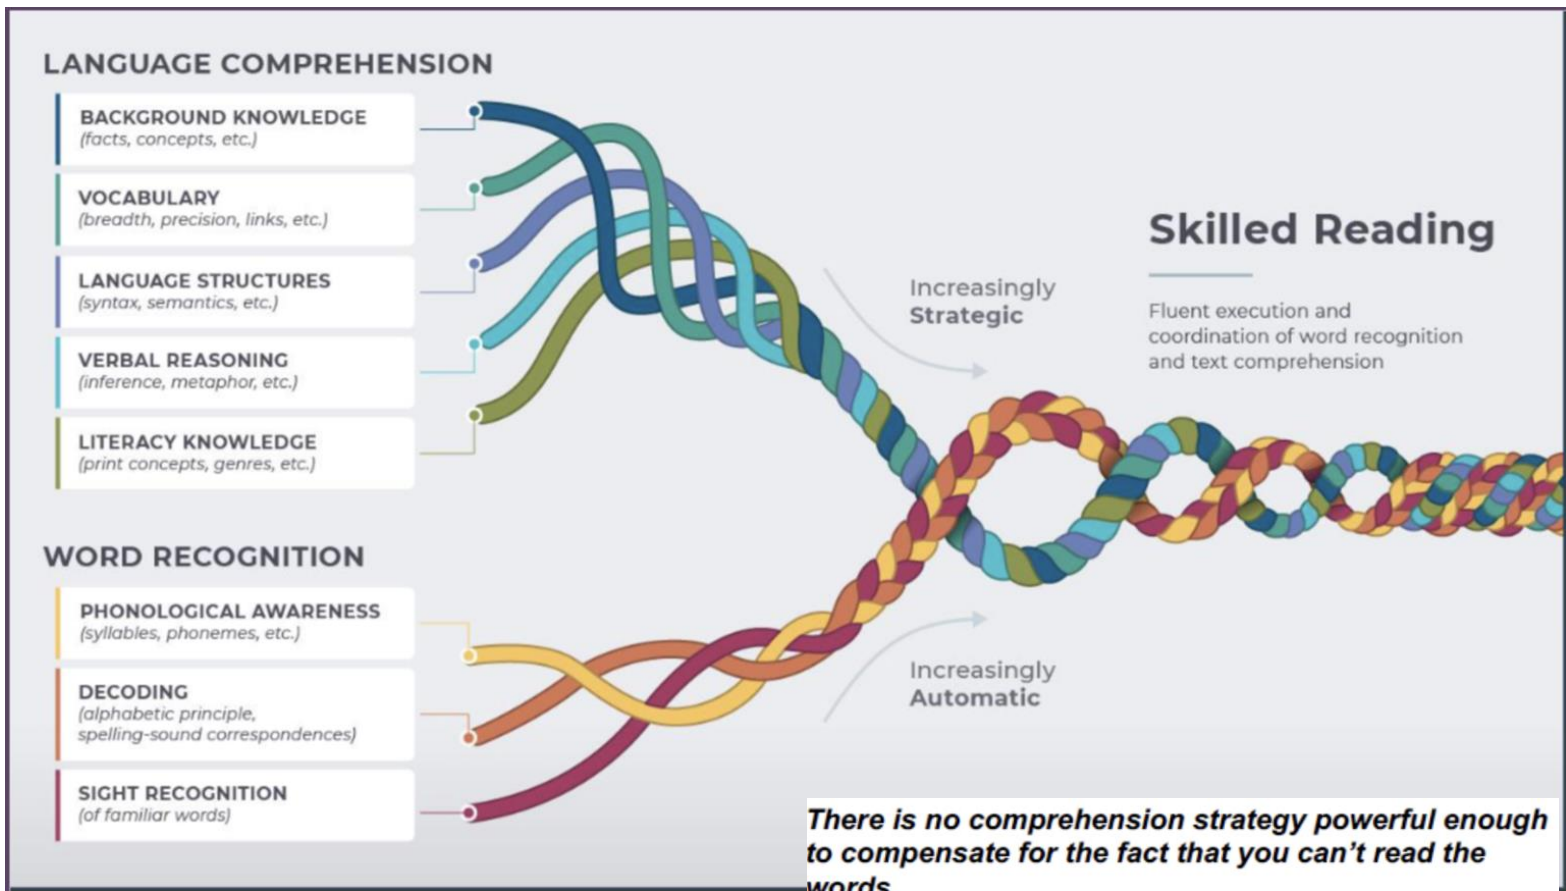 LANGUAGE COMPREHENSION
BACKGROUND KNOWLEDGE
(facts, concepts, etc.)
VOCABULARY
(breadth, precision, links, etc.)
LANGUAGE STRUCTURES
(syntax, semantics, etc.)
VERBAL REASONING
(inference, metaphor, etc.)
LITERACY KNOWLEDGE
(print concepts, genres, etc.)
WORD RECOGNITION
PHONOLOGICAL AWARENESS
(syllables, phonemes, etc.)
DECODING
(alphabetic principle,
spelling-sound correspondences)
SIGHT RECOGNITION
(of familiar words)
Increasingly
Strategic
Increasingly
Automatic
Skilled Reading
Fluent execution and
coordination of word recognition
and text comprehension
There is no comprehension strategy powerful enough
to compensate for the fact that you can't read the
words